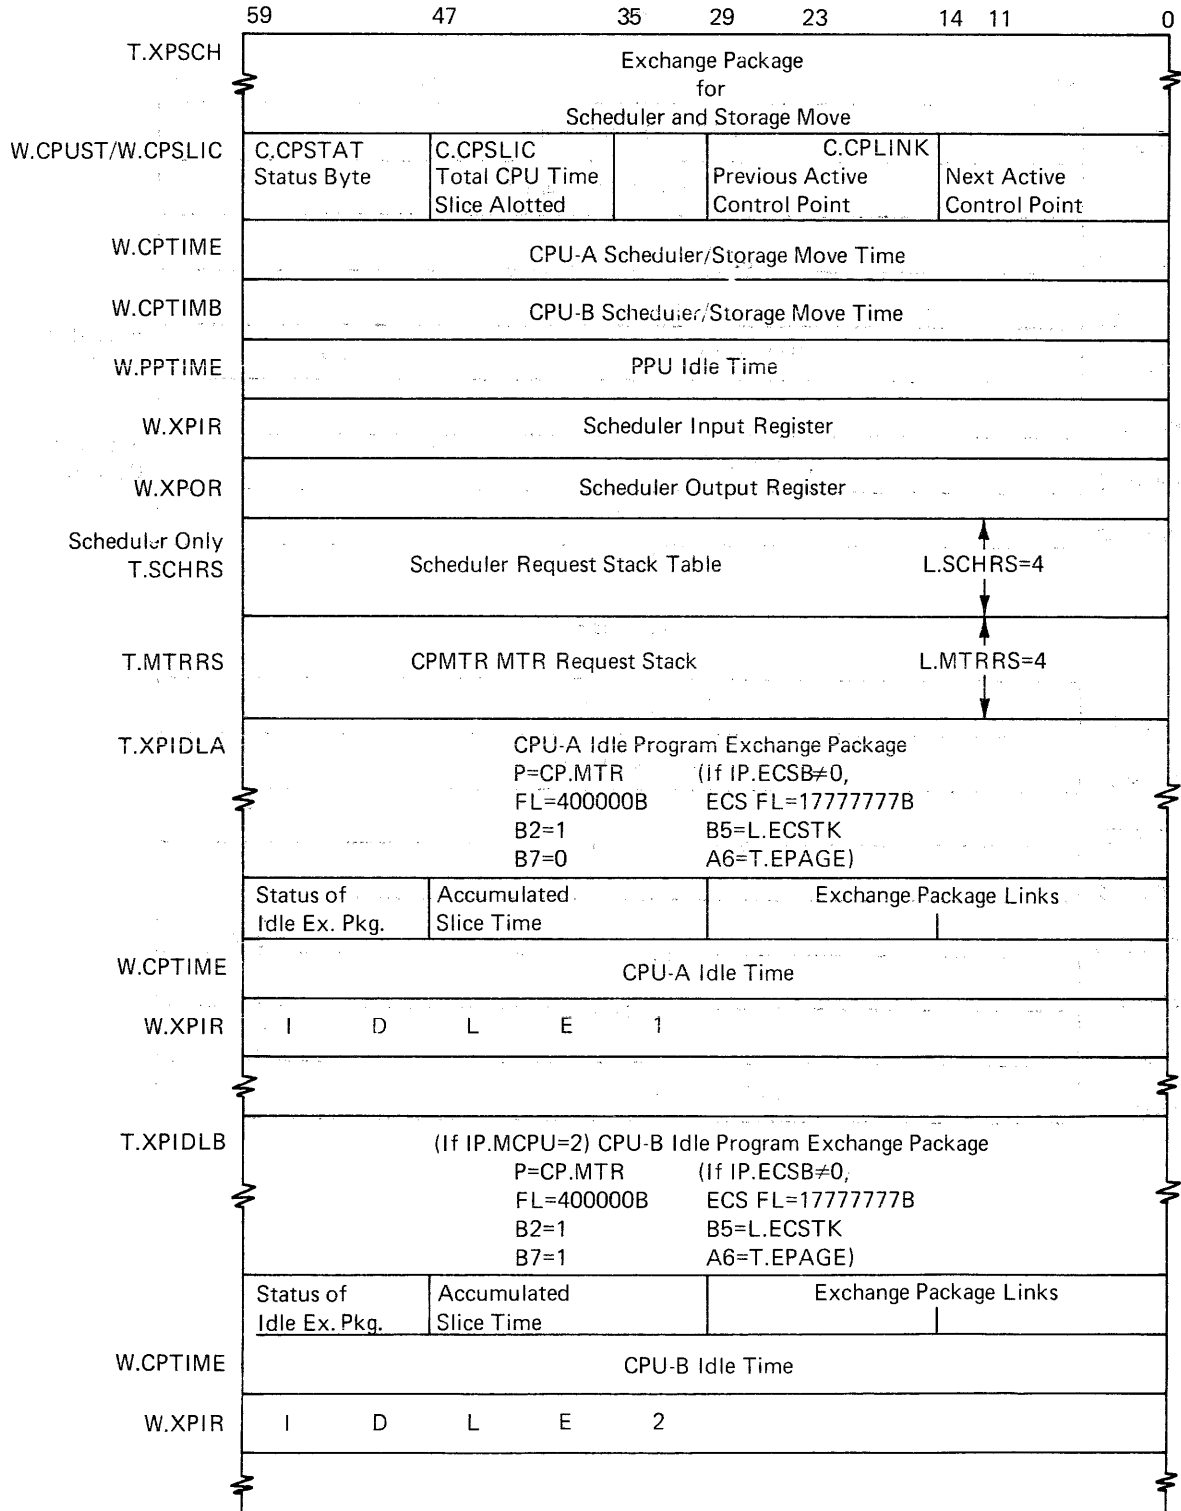 59 47 35 29 23 14 11 0
T.XPSCH
Exchange Package
for
Scheduler and Storage Move
W.CPUST/W.CPSLIC C.CPSTAT C.CPSLIC C.CPLINK
Status Byte Total CPU Time Previous Active Next Active
Slice Alotted Control Point Control Point
W.CPTIME CPU-A Scheduler/Storage Move Time
W.CPTIMB CPU-B Scheduler/Storage Move Time
W.PPTIME PPU Idle Time
W.XPIR Scheduler Input Register
W.XPOR Scheduler Output Register
Scheduler Only
T.SCHRS Scheduler Request Stack Table L.SCHRS=4
T.MTRRS CPMTR MTR Request Stack L.MTRRS=4
T.XPIDLA CPU-A Idle Program Exchange Package
P=CP.MTR (If IP.ECSB≠0,
FL=400000B ECS FL=17777777B
B2=1 B5=L.ECSTK
B7=0 A6=T.EPAGE)
Status of Accumulated Exchange Package Links
Idle Ex. Pkg. Slice Time
W.CPTIME CPU-A Idle Time
W.XPIR I D L E 1
T.XPIDLB (If IP.MCPU=2) CPU-B Idle Program Exchange Package
P=CP.MTR (If IP.ECSB≠0,
FL=400000B ECS FL=17777777B
B2=1 B5=L.ECSTK
B7=1 A6=T.EPAGE)
Status of Accumulated Exchange Package Links
Idle Ex. Pkg. Slice Time
W.CPTIME CPU-B Idle Time
W.XPIR I D L E 2